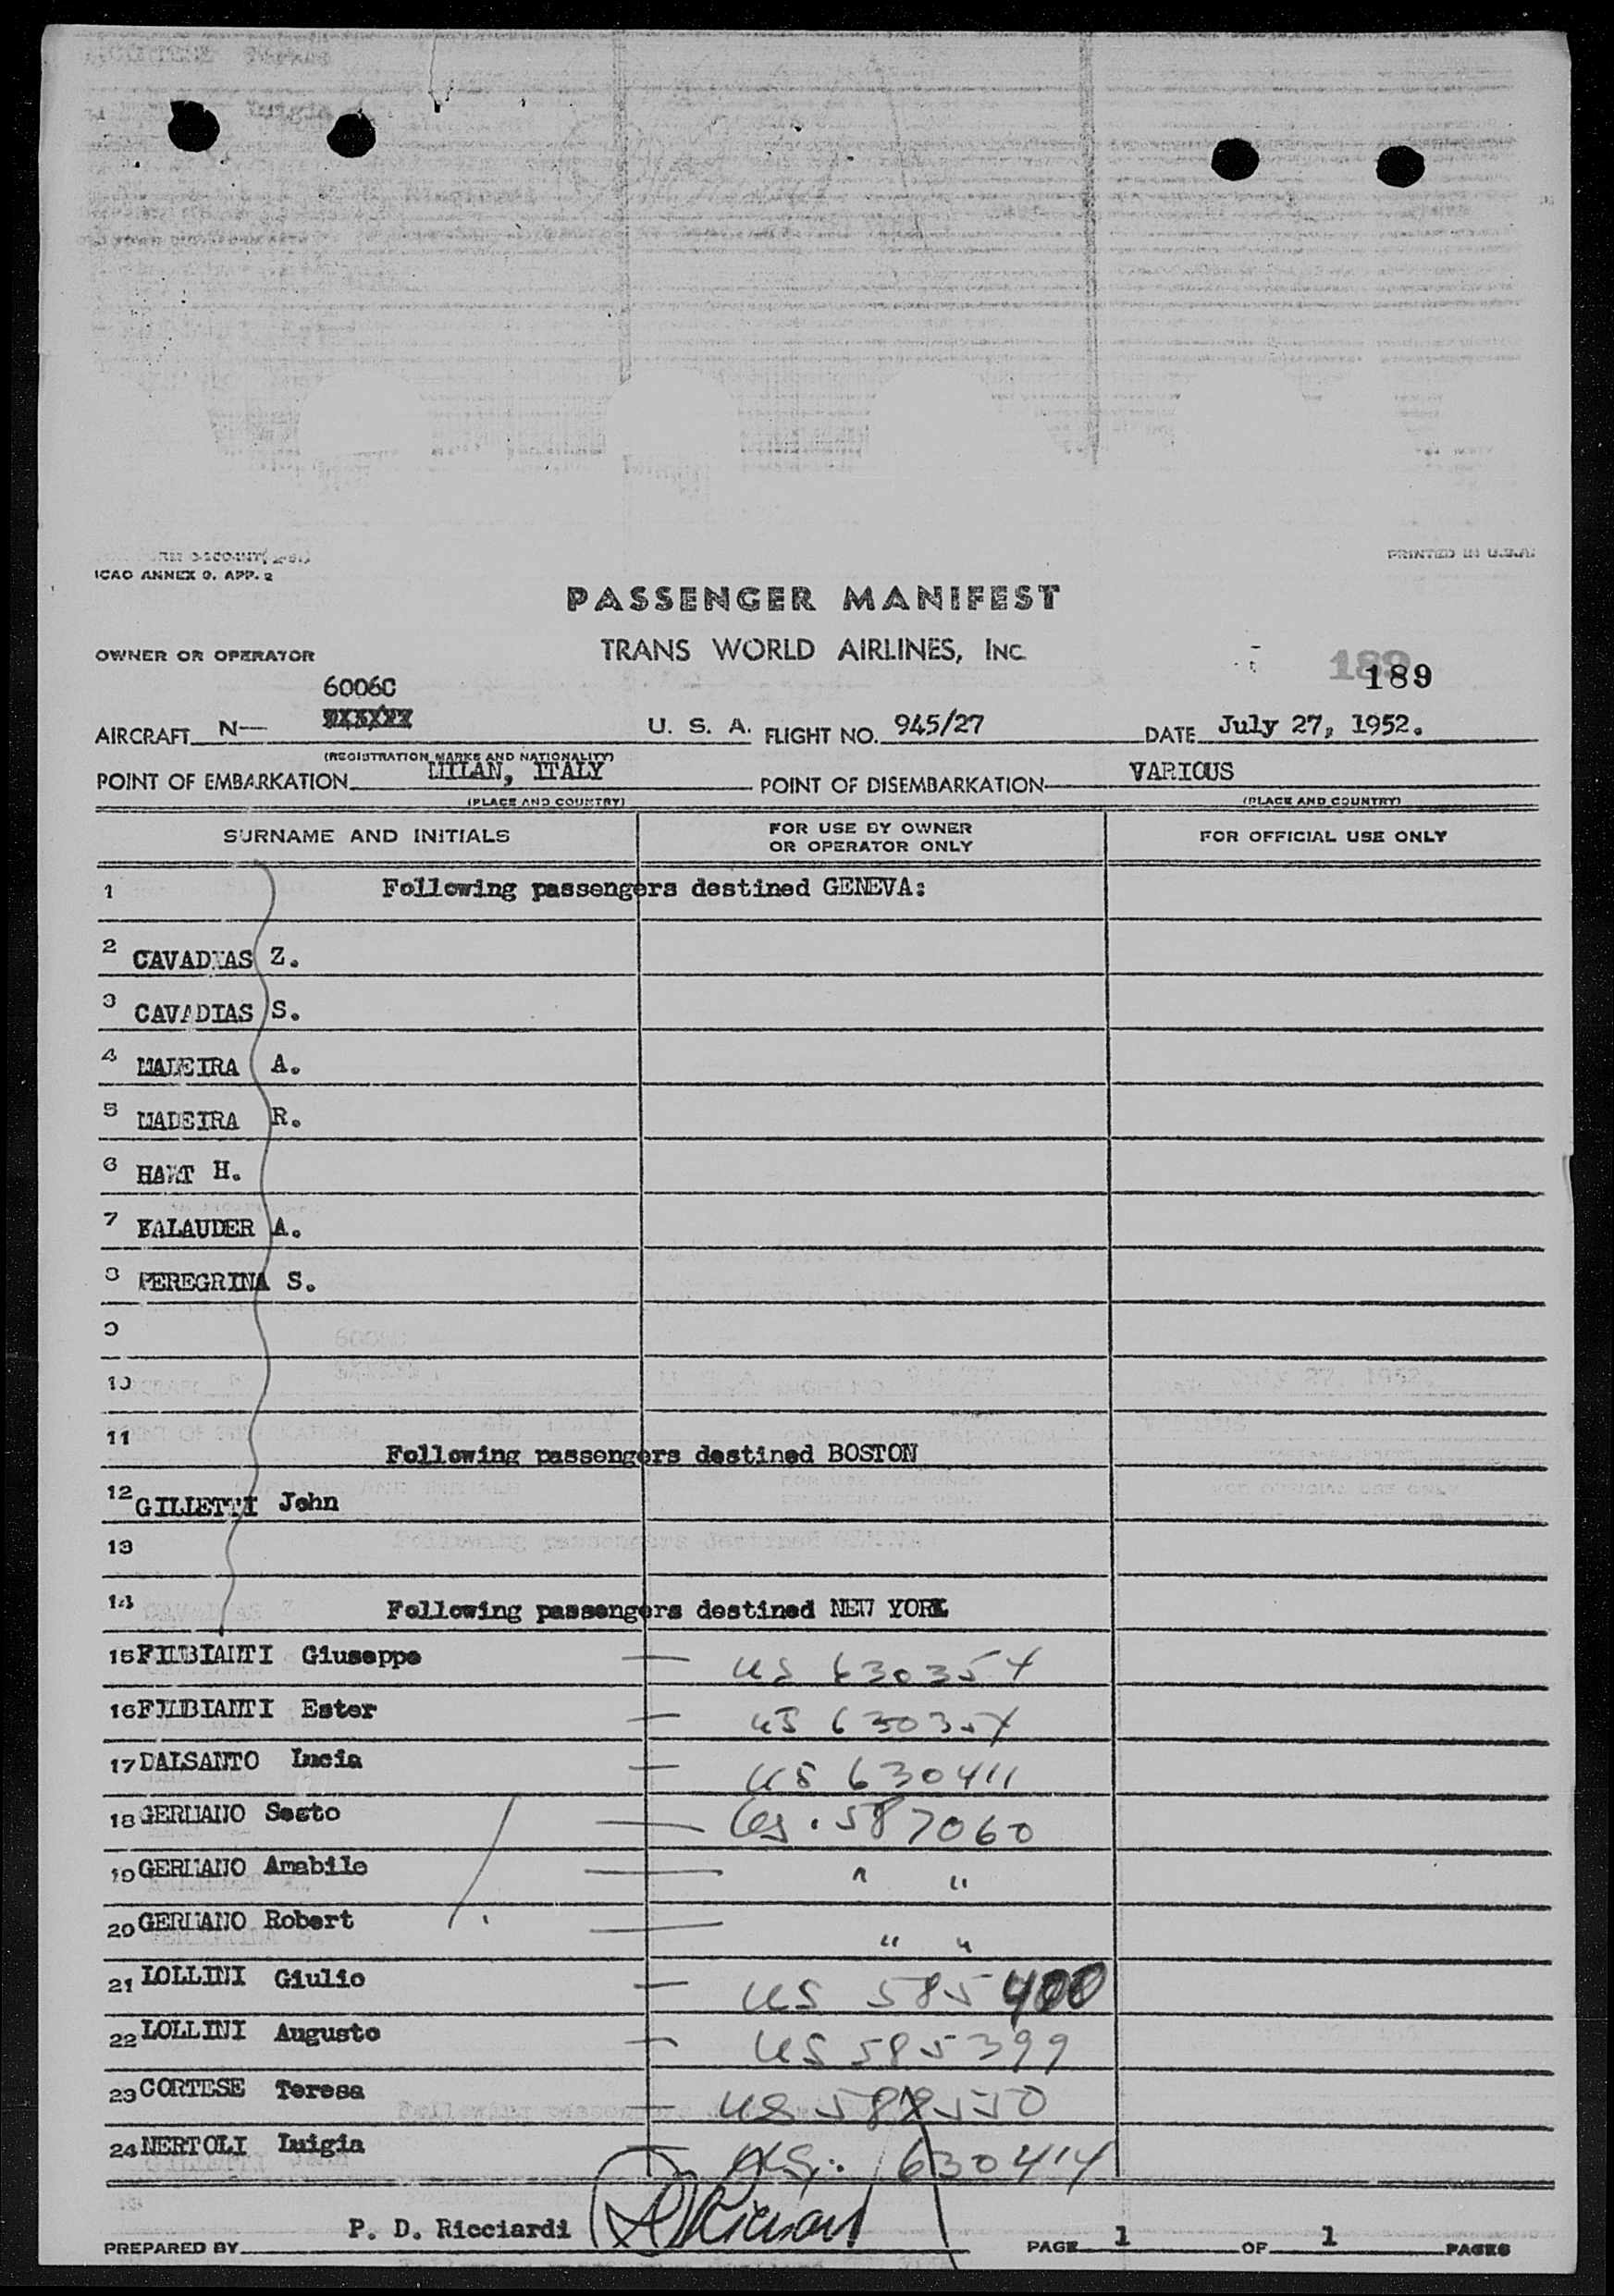 ICAO ANNEX 9. APP. 2
PRINTED IN U.S.A.
PASSENGER MANIFEST
OWNER OR OPERATOR
TRANS WORLD AIRLINES, INC
189
189
6006C
AIRCRAFT N— U. S. A. FLIGHT NO. 945/27 DATE July 27, 1952.
(REGISTRATION MARKS AND NATIONALITY)
POINT OF EMBARKATION MILAN, ITALY POINT OF DISEMBARKATION VARIOUS
(PLACE AND COUNTRY) (PLACE AND COUNTRY)
SURNAME AND INITIALS FOR USE BY OWNER OR OPERATOR ONLY FOR OFFICIAL USE ONLY
1 Following passengers destined GENEVA:
2 CAVADIAS Z.
3 CAVADIAS S.
4 MADEIRA A.
5 MADEIRA R.
6 HART H.
7 KALAUDER A.
8 PEREGRINA S.
9
10
11 Following passengers destined BOSTON
12 GILLETTI John
13
14 Following passengers destined NEW YORK
15 FIMBIANTI Giuseppe — US 630354
16 FIMBIANTI Ester — US 630354
17 DALSANTO Lucia — US 630411
18 GERMANO Sesto — US. 587060
19 GERMANO Amabile — " "
20 GERMANO Robert — " "
21 LOLLINI Giulio — US 585400
22 LOLLINI Augusto — US 585399
23 CORTESE Teresa — US 588550
24 NERTOLI Luigia — US. 630414
PREPARED BY P. D. Ricciardi PAGE 1 OF 1 PAGES